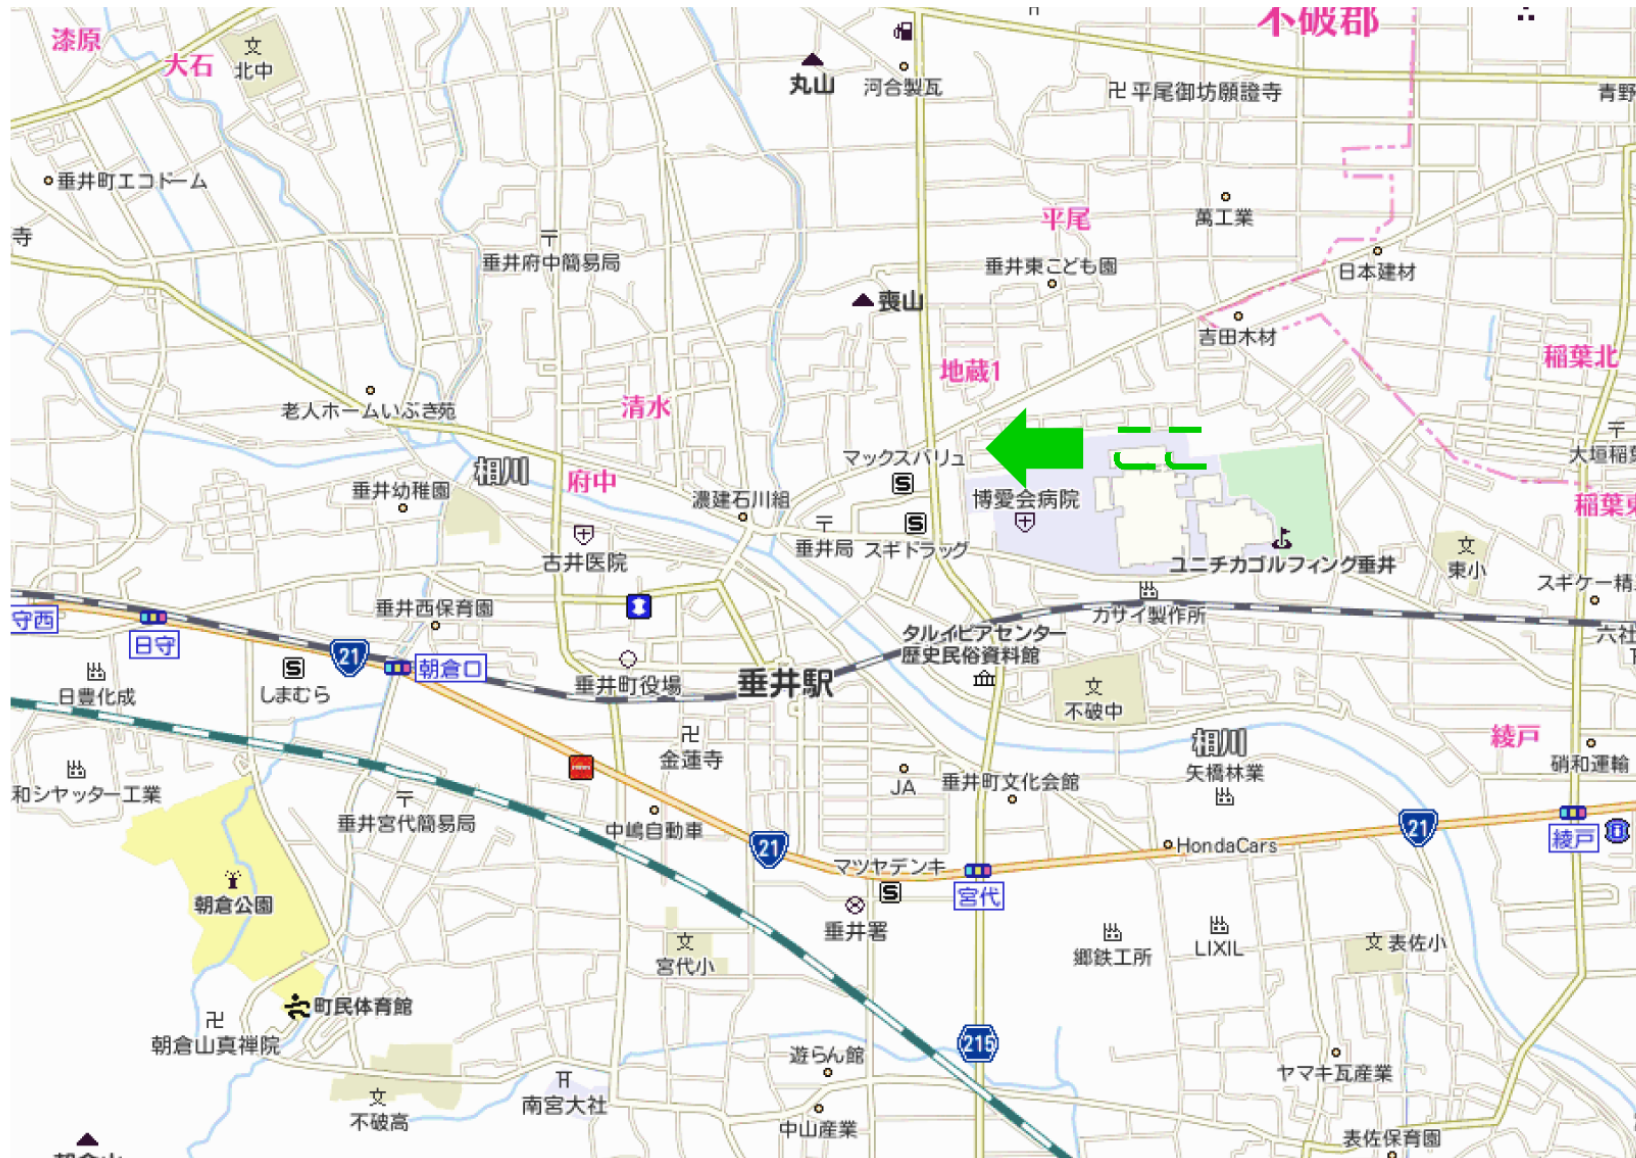 不破郡
漆原
大石
北中
丸山
河合製瓦
卍平尾御坊願證寺
青野
垂井町エコドーム
平尾
萬工業
寺
垂井府中簡易局
垂井東こども園
日本建材
喪山
吉田木材
稲葉北
地蔵1
老人ホームいぶき苑
清水
マックスバリュ
大垣稲葉
相川
府中
垂井幼稚園
濃建石川組
博愛会病院
稲葉東
古井医院
垂井局
スギドラッグ
ユニチカゴルフィング垂井
東小
スギケー精
守西
日守
垂井西保育園
カサイ製作所
タルイピアセンター
歴史民俗資料館
六社
21
朝倉口
日豊化成
しまむら
垂井町役場
垂井駅
不破中
金蓮寺
相川
綾戸
矢橋林業
硝和運輸
和シヤッター工業
JA
垂井町文化会館
垂井宮代簡易局
中嶋自動車
21
21
HondaCars
綾戸
マツヤデンキ
宮代
朝倉公園
垂井署
郷鉄工所
LIXIL
表佐小
宮代小
町民体育館
朝倉山真禅院
215
遊らん館
ヤマキ瓦産業
南宮大社
不破高
中山産業
表佐保育園
朝倉山